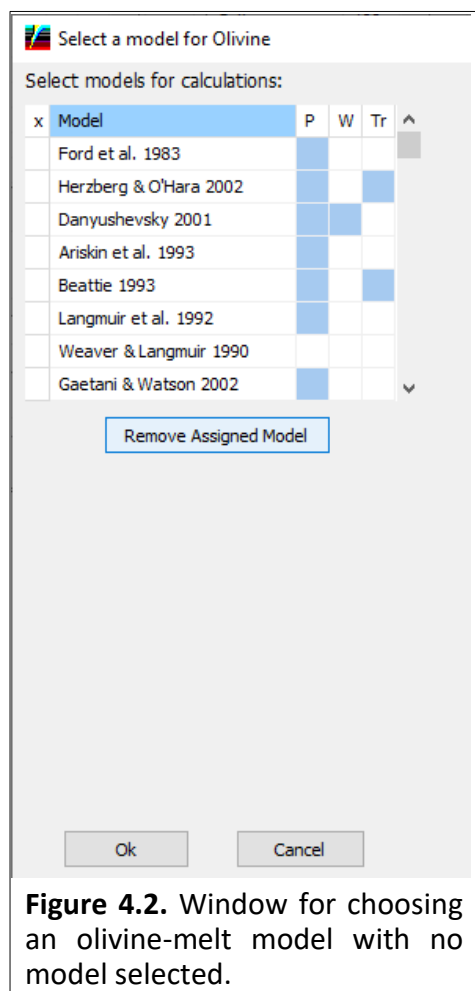 Select a model for Olivine
Select models for calculations:
x Model P W Tr
Ford et al. 1983
Herzberg & O'Hara 2002
Danyushevsky 2001
Ariskin et al. 1993
Beattie 1993
Langmuir et al. 1992
Weaver & Langmuir 1990
Gaetani & Watson 2002
Remove Assigned Model
Ok Cancel
Figure 4.2. Window for choosing
an olivine-melt model with no
model selected.